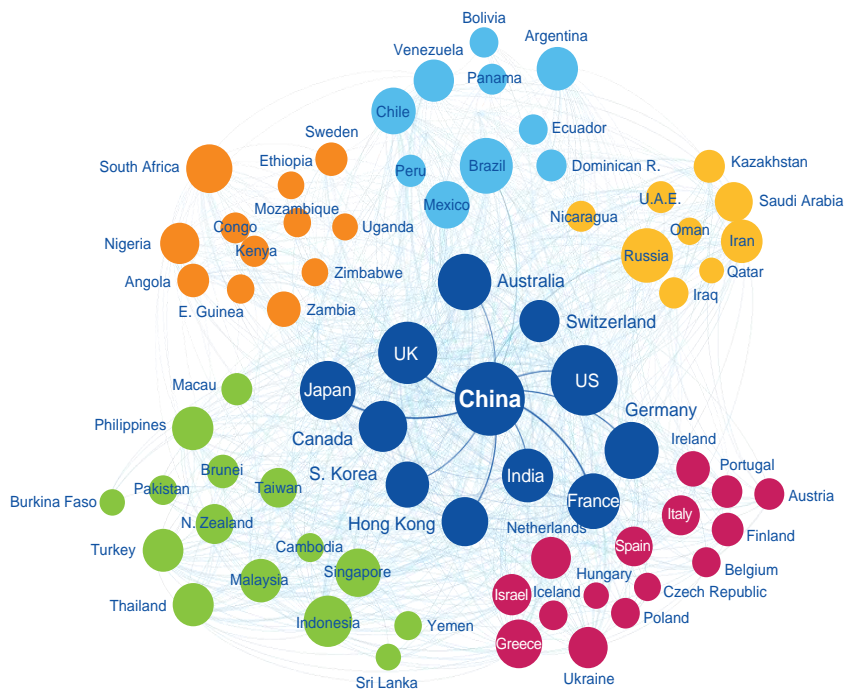 Bolivia
Venezuela
Argentina
Panama
Chile
Ecuador
Sweden
South Africa
Ethiopia
Peru
Brazil
Dominican R.
Kazakhstan
U.A.E.
Saudi Arabia
Mozambique
Mexico
Nicaragua
Congo
Uganda
Oman
Iran
Nigeria
Kenya
Russia
Qatar
Angola
Zimbabwe
Australia
Iraq
E. Guinea
Zambia
Switzerland
UK
US
Macau
Japan
China
Germany
Philippines
Canada
Ireland
Brunei
S. Korea
India
Portugal
Pakistan
Taiwan
Burkina Faso
France
Austria
N. Zealand
Hong Kong
Italy
Netherlands
Finland
Turkey
Cambodia
Spain
Singapore
Hungary
Belgium
Malaysia
Israel
Iceland
Czech Republic
Thailand
Indonesia
Yemen
Poland
Greece
Sri Lanka
Ukraine